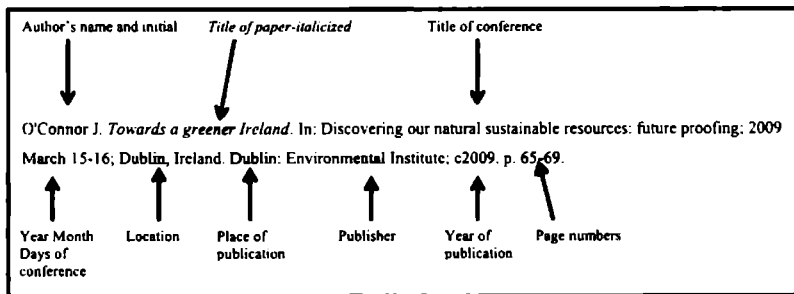 Author's name and initial Title of paper-italicized Title of conference
O'Connor J. Towards a greener Ireland. In: Discovering our natural sustainable resources: future proofing; 2009
March 15-16; Dublin, Ireland. Dublin: Environmental Institute; c2009. p. 65-69.
Year Month Location Place of Publisher Year of Page numbers
Days of publication publication
conference